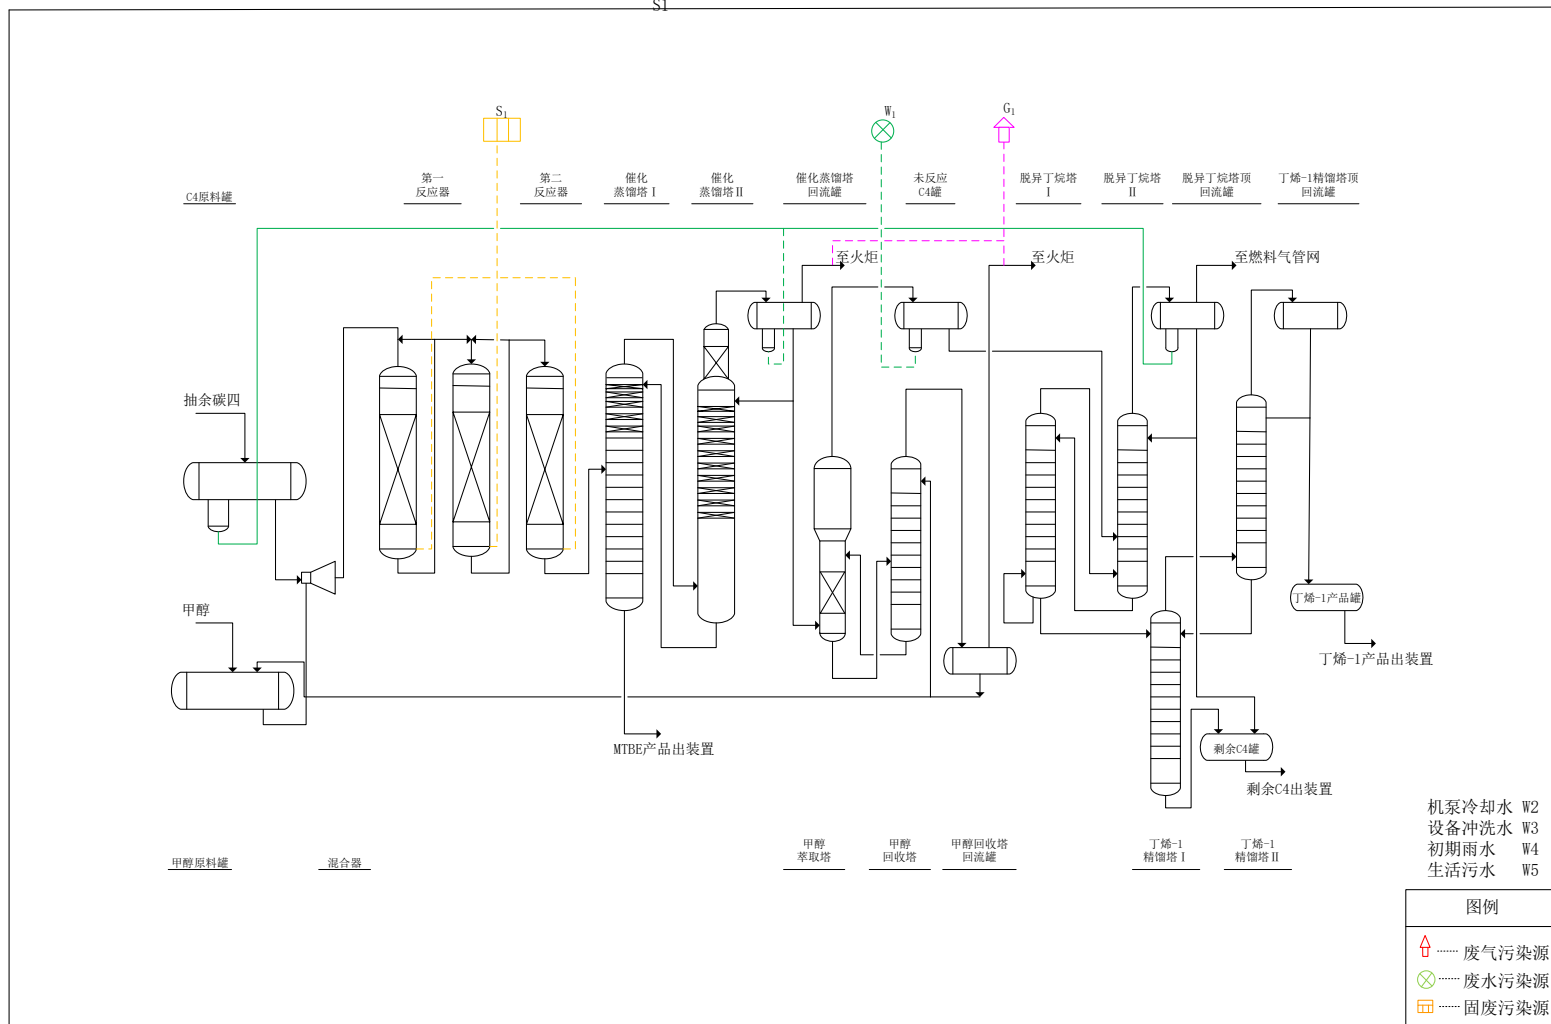 S1
S1
W1
G1
C4原料罐
第一
反应器
第二
反应器
催化
蒸馏塔Ⅰ
催化
蒸馏塔Ⅱ
催化蒸馏塔
回流罐
未反应
C4罐
脱异丁烷塔
Ⅰ
脱异丁烷塔
Ⅱ
脱异丁烷塔顶
回流罐
丁烯-1精馏塔顶
回流罐
至火炬
至火炬
至燃料气管网
抽余碳四
甲醇
丁烯-1产品罐
丁烯-1产品出装置
MTBE产品出装置
剩余C4罐
剩余C4出装置
甲醇原料罐
混合器
甲醇
萃取塔
甲醇
回收塔
甲醇回收塔
回流罐
丁烯-1
精馏塔Ⅰ
丁烯-1
精馏塔Ⅱ
机泵冷却水 W2
设备冲洗水 W3
初期雨水 W4
生活污水 W5
图例
废气污染源
废水污染源
固废污染源